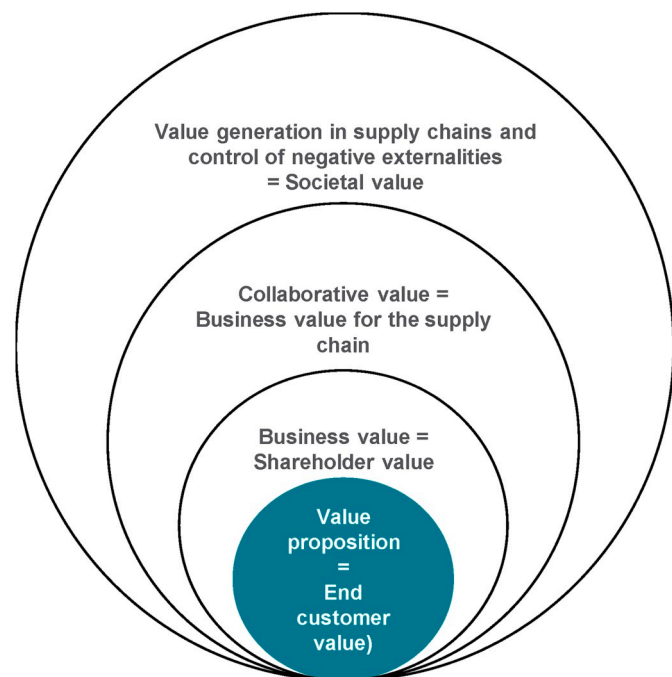 Value generation in supply chains and
control of negative externalities
= Societal value
Collaborative value =
Business value for the supply
chain
Business value =
Shareholder value
Value
proposition
=
End
customer
value)